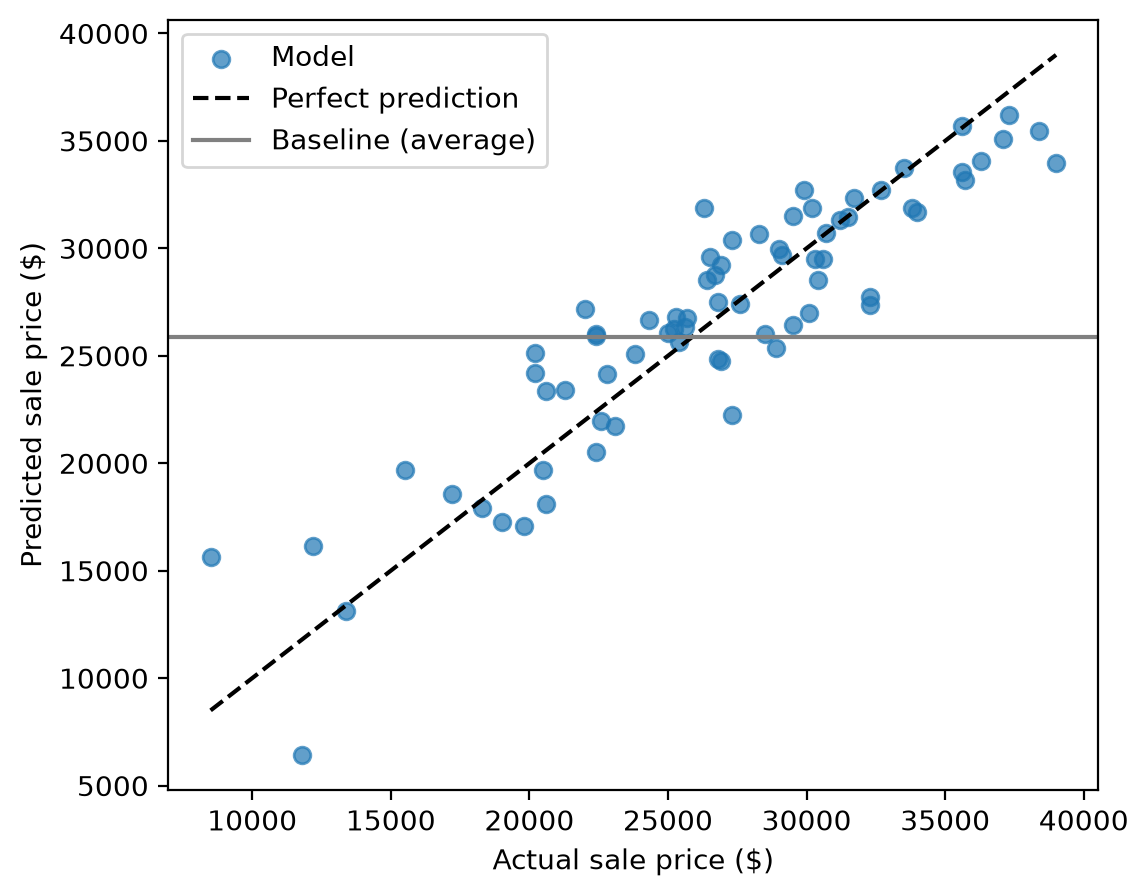 40000
35000
30000
25000
20000
15000
10000
5000
Predicted sale price ($)
Model
Perfect prediction
Baseline (average)
10000 15000 20000 25000 30000 35000 40000
Actual sale price ($)